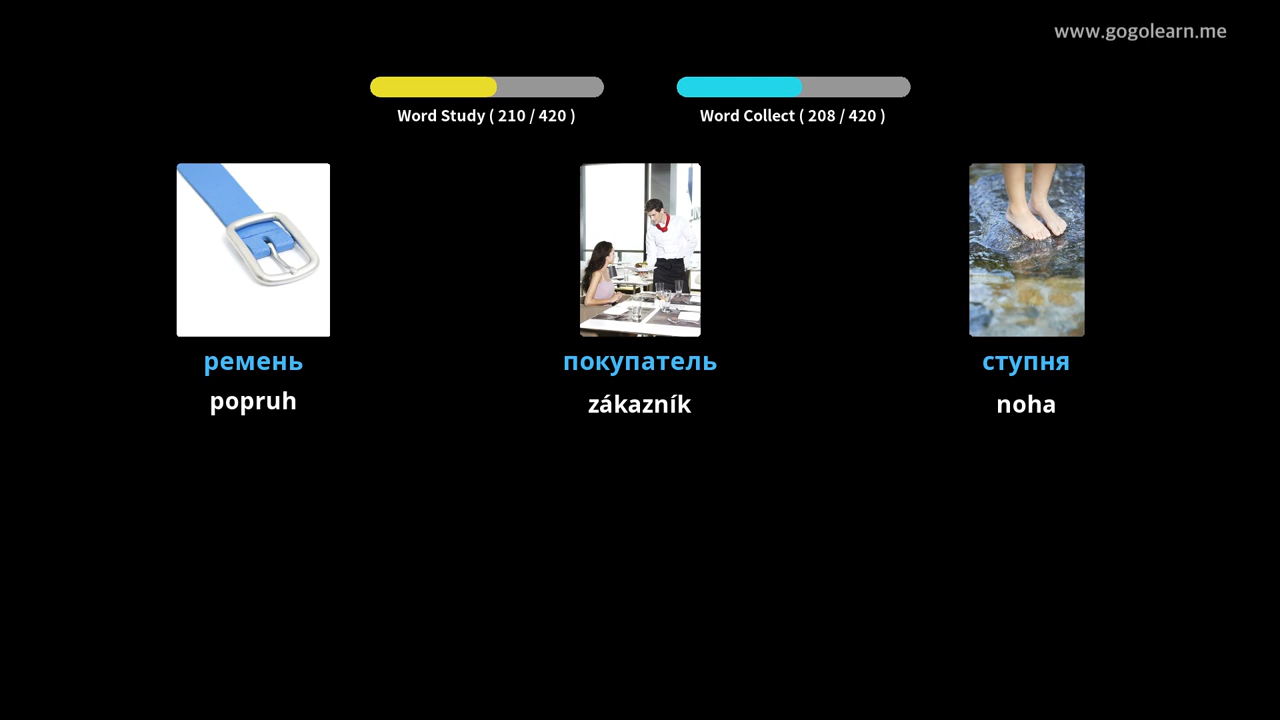 www.gogolearn.me
Word Study ( 210 / 420 )
Word Collect ( 208 / 420 )
ремень
покупатель
ступня
popruh
zákazník
noha